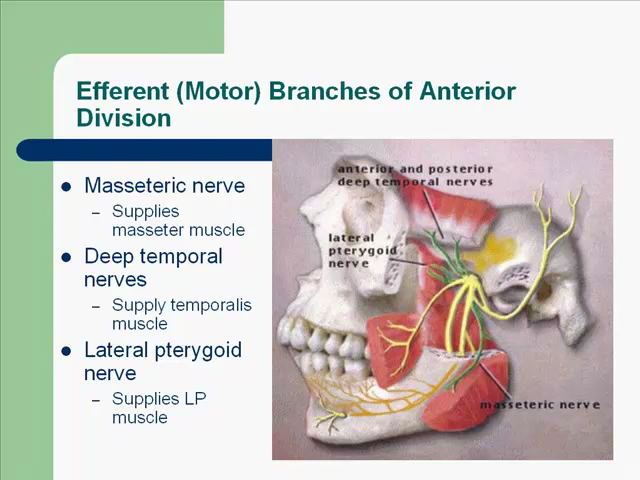 Efferent (Motor) Branches of Anterior
Division
Masseteric nerve
– Supplies
masseter muscle
Deep temporal
nerves
– Supply temporalis
muscle
Lateral pterygoid
nerve
– Supplies LP
muscle
anterior and posterior
deep temporal nerves
lateral
pterygoid
nerve
masseteric nerve